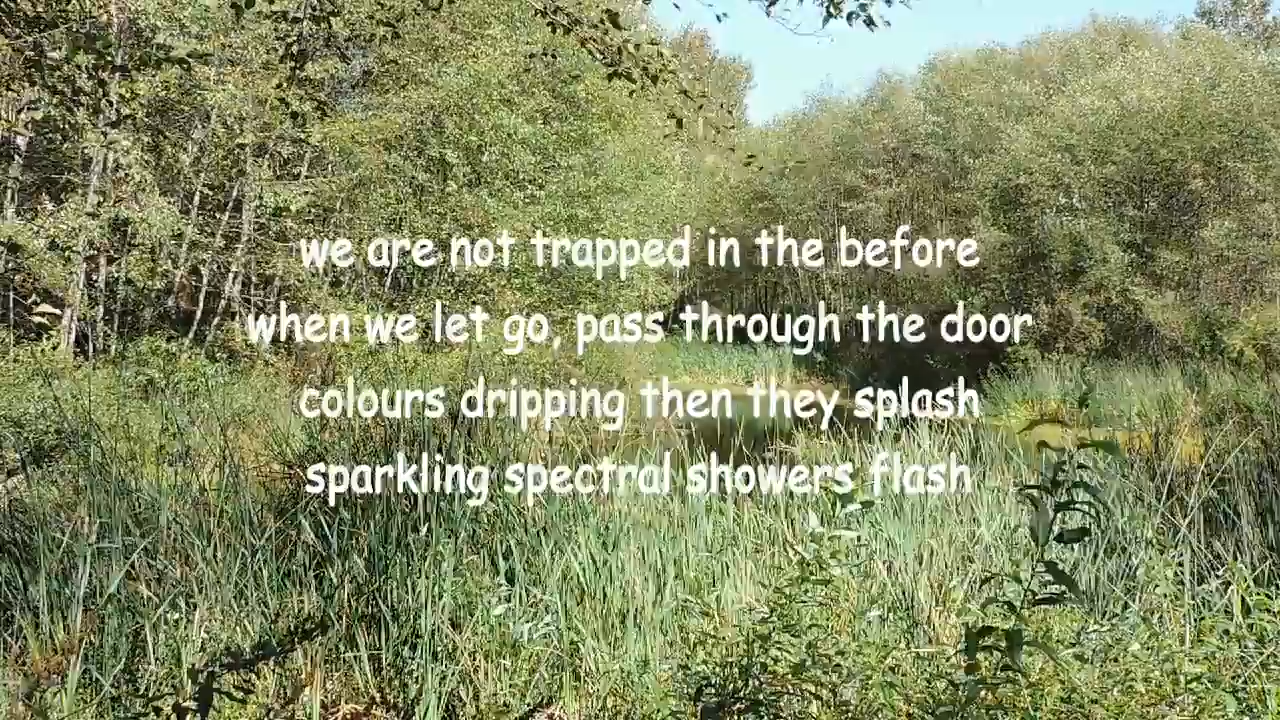 we are not trapped in the before
when we let go, pass through the door
colours dripping then they splash
sparkling spectral showers flash